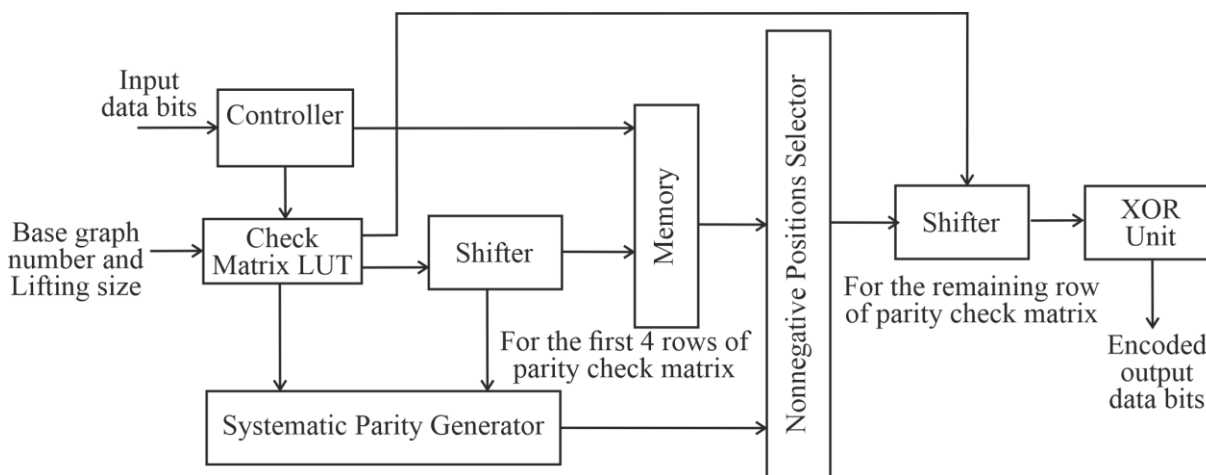 Input
data bits
Controller
Base graph
number and
Lifting size
Check
Matrix LUT
Shifter
For the first 4 rows of
parity check matrix
Systematic Parity Generator
Memory
Nonnegative Positions Selector
Shifter
For the remaining row
of parity check matrix
XOR
Unit
Encoded
output
data bits